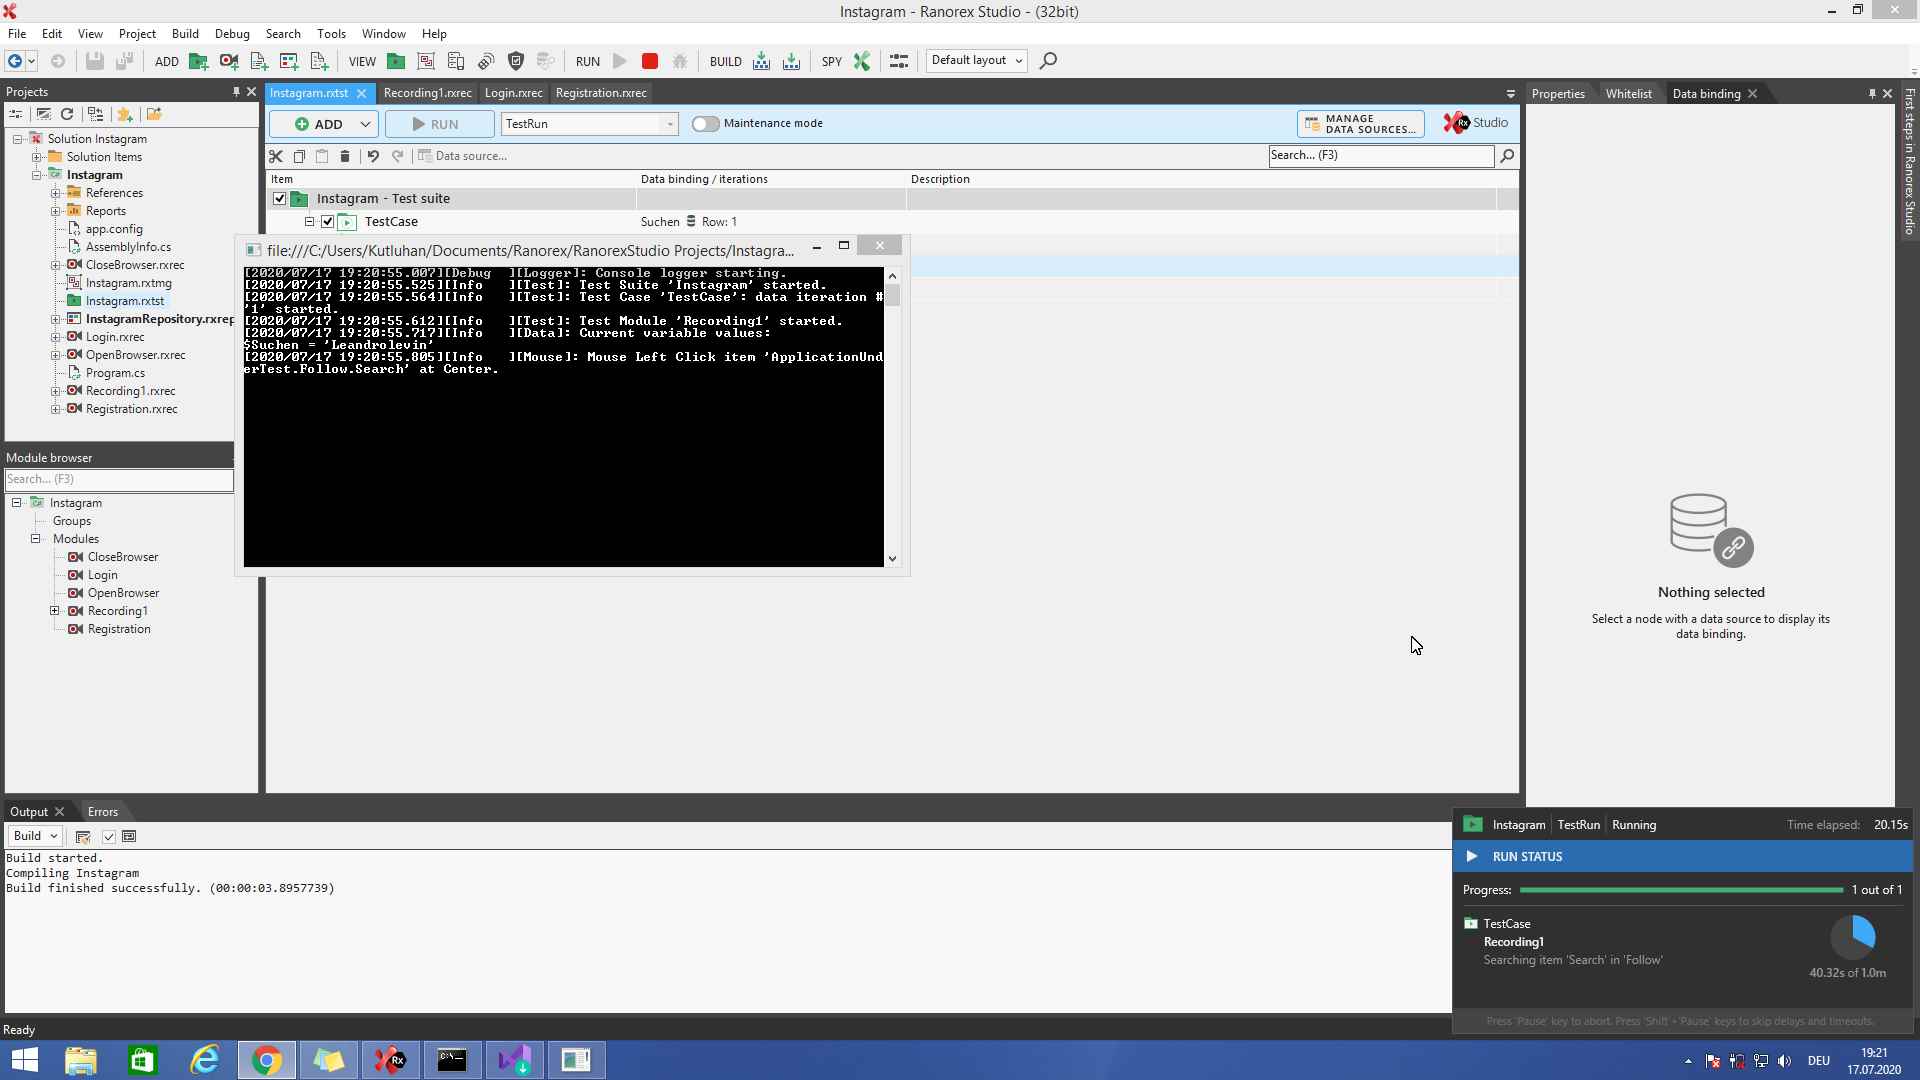 Instagram - Ranorex Studio - (32bit)
File Edit View Project Build Debug Search Tools Window Help
ADD VIEW RUN BUILD SPY Default layout
Projects
Instagram.rxtst Recording1.rxrec Login.rxrec Registration.rxrec
Properties Whitelist Data binding
First steps in Ranorex Studio
ADD RUN TestRun Maintenance mode MANAGE DATA SOURCES... Rx Studio
Data source... Search... (F3)
Item Data binding / iterations Description
Instagram - Test suite
TestCase Suchen Row: 1
Solution Instagram
Solution Items
Instagram
References
Reports
app.config
AssemblyInfo.cs
CloseBrowser.rxrec
Instagram.rxtmg
Instagram.rxtst
InstagramRepository.rxrep
Login.rxrec
OpenBrowser.rxrec
Program.cs
Recording1.rxrec
Registration.rxrec
file:///C:/Users/Kutluhan/Documents/Ranorex/RanorexStudio Projects/Instagra...
[2020/07/17 19:20:55.007][Debug  ][Logger]: Console logger starting.
[2020/07/17 19:20:55.525][Info   ][Test]: Test Suite 'Instagram' started.
[2020/07/17 19:20:55.564][Info   ][Test]: Test Case 'TestCase': data iteration #
'1' started.
[2020/07/17 19:20:55.612][Info   ][Test]: Test Module 'Recording1' started.
[2020/07/17 19:20:55.717][Info   ][Data]: Current variable values:
$Suchen = 'Leandrolevin'
[2020/07/17 19:20:55.805][Info   ][Mouse]: Mouse Left Click item 'ApplicationUnd
erTest.Follow.Search' at Center.
Module browser
Search... (F3)
Instagram
Groups
Modules
CloseBrowser
Login
OpenBrowser
Recording1
Registration
Nothing selected
Select a node with a data source to display its
data binding.
Output Errors
Build
Build started.
Compiling Instagram
Build finished successfully. (00:00:03.8957739)
Instagram TestRun Running Time elapsed: 20.15s
RUN STATUS
Progress: 1 out of 1
TestCase
Recording1
Searching item 'Search' in 'Follow'
40.32s of 1.0m
Press 'Pause' key to abort. Press 'Shift + Pause' keys to skip delays and timeouts.
Ready
Rx
C:\_
DEU
19:21
17.07.2020